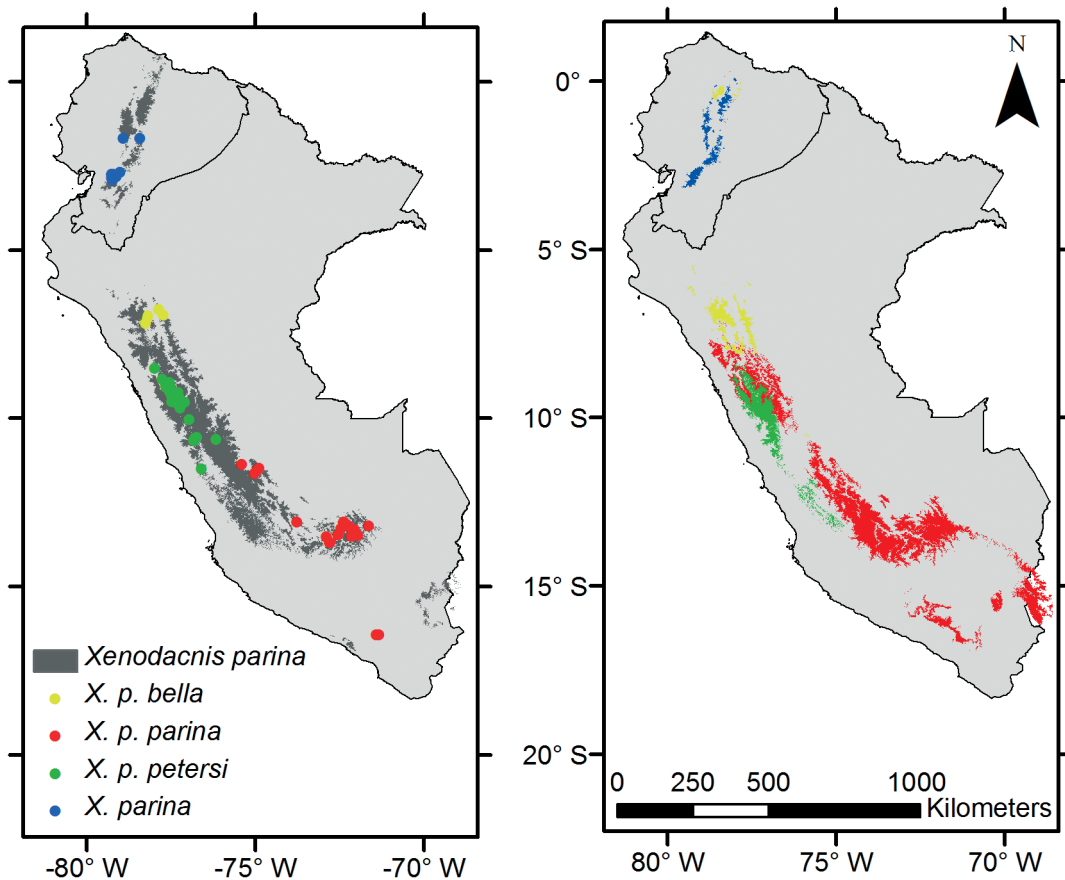 N
0°
5° S
10° S
15° S
20° S
Xenodacnis parina
X. p. bella
X. p. parina
X. p. petersi
X. parina
0 250 500 1000
Kilometers
-80° W -75° W -70° W
80° W 75° W 70° W